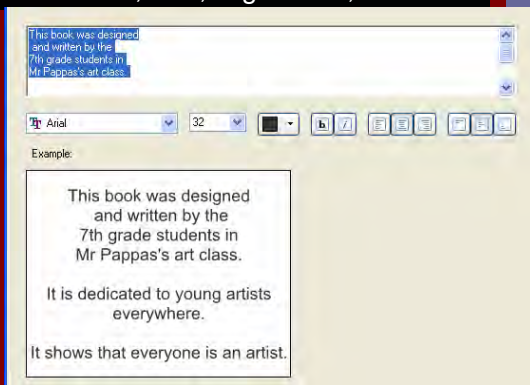 This book was designed
and written by the
7th grade students in
Mr Pappas's art class.
Arial
32
b
I
Example:
This book was designed
and written by the
7th grade students in
Mr Pappas's art class.
It is dedicated to young artists
everywhere.
It shows that everyone is an artist.